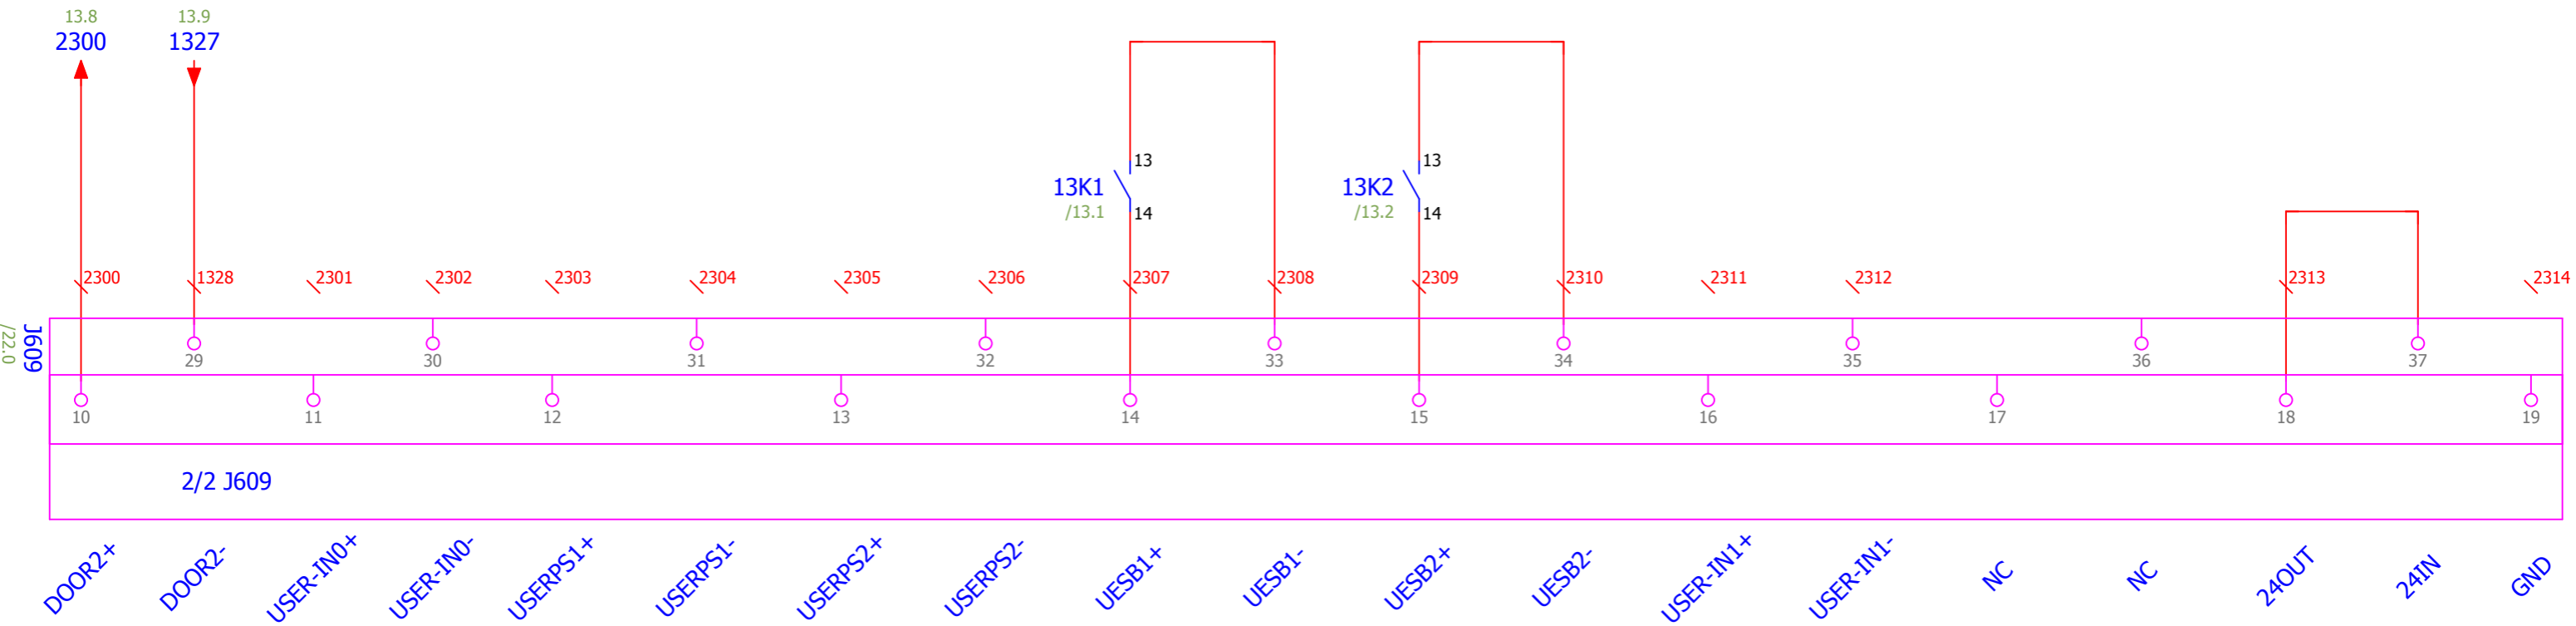 13.8 13.9
2300 1327
13 13
13K1 13K2
/13.1 /13.2
14 14
2300 1328 2301 2302 2303 2304 2305 2306 2307 2308 2309 2310 2311 2312 2313 2314
J609
/22.0
29 30 31 32 33 34 35 36 37
10 11 12 13 14 15 16 17 18 19
2/2 J609
DOOR2+
DOOR2-
USER-IN0+
USER-IN0-
USERPS1+
USERPS1-
USERPS2+
USERPS2-
UESB1+
UESB1-
UESB2+
UESB2-
USER-IN1+
USER-IN1-
NC
NC
24OUT
24IN
GND